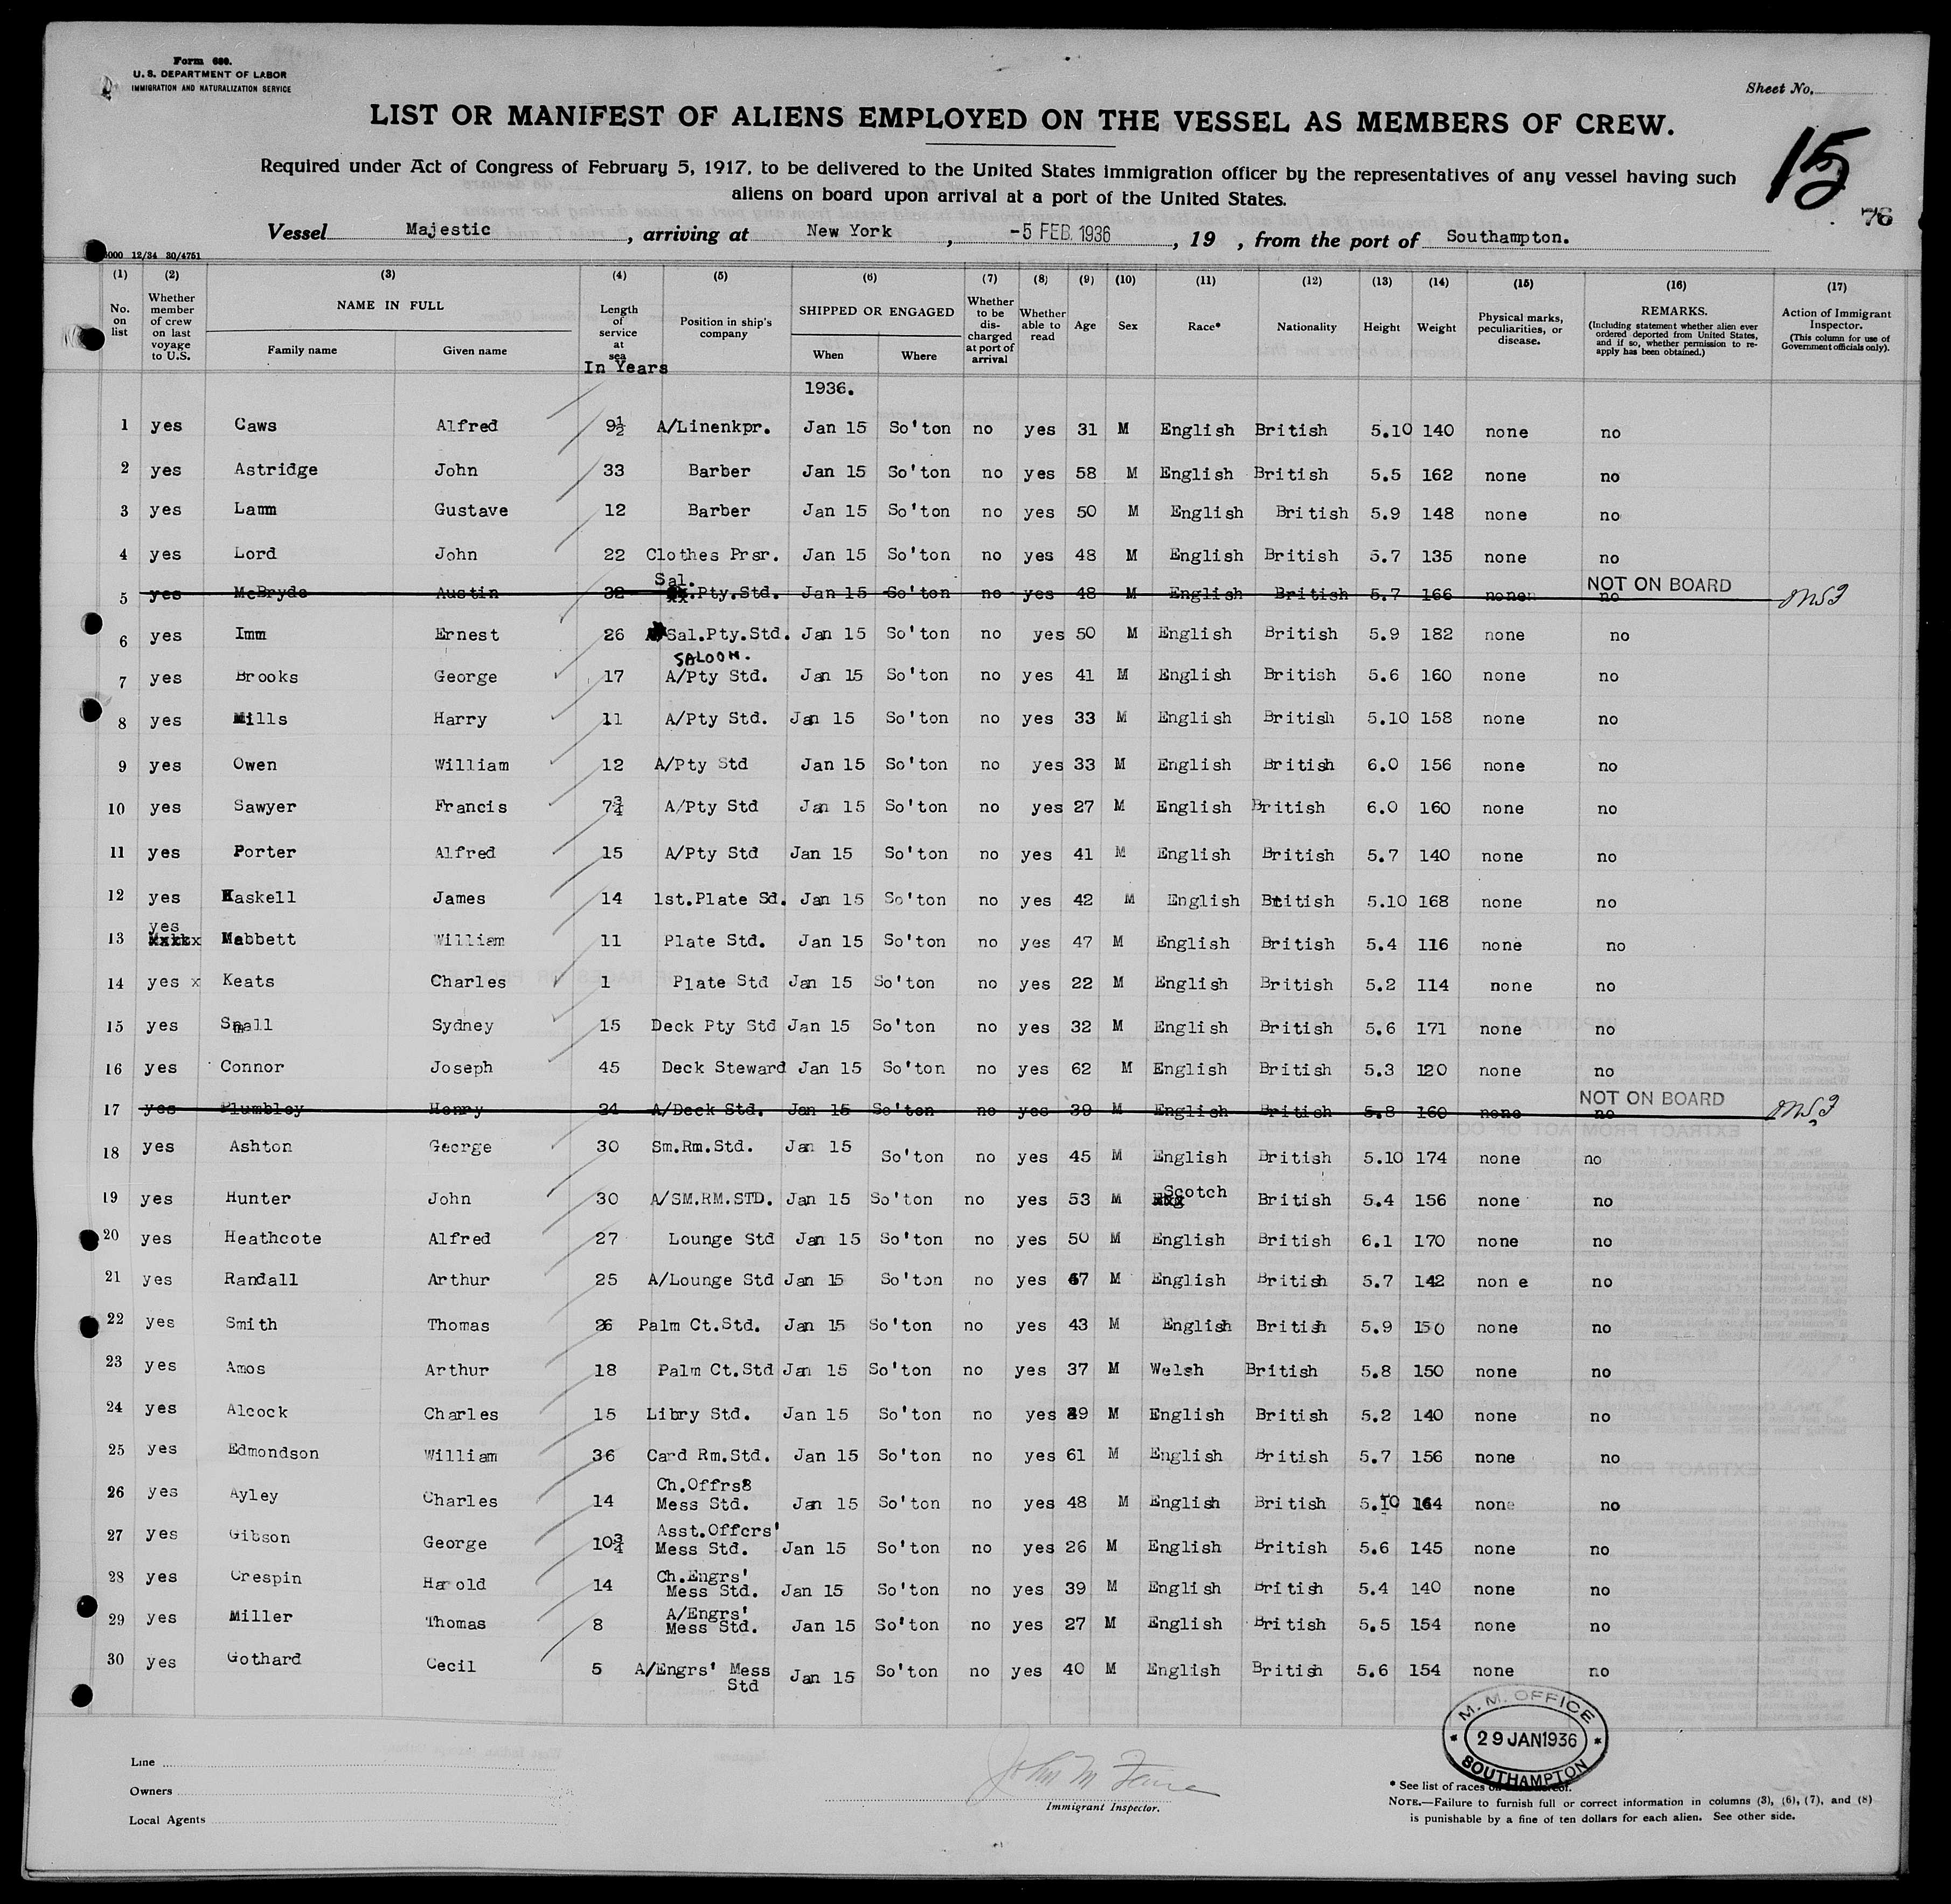 Form 680.
U. S. DEPARTMENT OF LABOR
IMMIGRATION AND NATURALIZATION SERVICE
Sheet No.
LIST OR MANIFEST OF ALIENS EMPLOYED ON THE VESSEL AS MEMBERS OF CREW.
15
Required under Act of Congress of February 5, 1917, to be delivered to the United States immigration officer by the representatives of any vessel having such
aliens on board upon arrival at a port of the United States.
76
Vessel Majestic, arriving at New York, -5 FEB. 1936, 19 , from the port of Southampton.
000 12/34 30/4751
(1) (2) (3) (4) (5) (6) (7) (8) (9) (10) (11) (12) (13) (14) (15) (16) (17)
No. on list
Whether member of crew on last voyage to U.S.
NAME IN FULL
Family name Given name
Length of service at sea
In Years
Position in ship's company
SHIPPED OR ENGAGED
When Where
Whether to be discharged at port of arrival
Whether able to read
Age
Sex
Race*
Nationality
Height
Weight
Physical marks, peculiarities, or disease.
REMARKS.
(Including statement whether alien ever ordered deported from United States, and if so, whether permission to reapply has been obtained.)
Action of Immigrant Inspector.
(This column for use of Government officials only).
1936.
1 yes Caws Alfred 9½ A/Linenkpr. Jan 15 So'ton no yes 31 M English British 5.10 140 none no
2 yes Astridge John 33 Barber Jan 15 So'ton no yes 58 M English British 5.5 162 none no
3 yes Lamm Gustave 12 Barber Jan 15 So'ton no yes 50 M English British 5.9 148 none no
4 yes Lord John 22 Clothes Prsr. Jan 15 So'ton no yes 48 M English British 5.7 135 none no
5 yes McBryde Austin 32 Sal. Pty.Std. Jan 15 So'ton no yes 48 M English British 5.7 166 none no NOT ON BOARD
6 yes Imm Ernest 26 Sal.Pty.Std. Jan 15 So'ton no yes 50 M English British 5.9 182 none no
7 yes Brooks George 17 SALOON. A/Pty Std. Jan 15 So'ton no yes 41 M English British 5.6 160 none no
8 yes Mills Harry 11 A/Pty Std. Jan 15 So'ton no yes 33 M English British 5.10 158 none no
9 yes Owen William 12 A/Pty Std Jan 15 So'ton no yes 33 M English British 6.0 156 none no
10 yes Sawyer Francis 7¾ A/Pty Std Jan 15 So'ton no yes 27 M English British 6.0 160 none no
11 yes Porter Alfred 15 A/Pty Std Jan 15 So'ton no yes 41 M English British 5.7 140 none no
12 yes Haskell James 14 1st.Plate Sd. Jan 15 So'ton no yes 42 M English British 5.10 168 none no
13 yes Mabbett William 11 Plate Std. Jan 15 So'ton no yes 47 M English British 5.4 116 none no
14 yes x Keats Charles 1 Plate Std Jan 15 So'ton no yes 22 M English British 5.2 114 none no
15 yes Small Sydney 15 Deck Pty Std Jan 15 So'ton no yes 32 M English British 5.6 171 none no
16 yes Connor Joseph 45 Deck Steward Jan 15 So'ton no yes 62 M English British 5.3 120 none no
17 yes Plumbley Henry 24 A/Deck Std. Jan 15 So'ton no yes 39 M English British 5.8 160 none no NOT ON BOARD
18 yes Ashton George 30 Sm.Rm.Std. Jan 15 So'ton no yes 45 M English British 5.10 174 none no
19 yes Hunter John 30 A/SM.RM.STD. Jan 15 So'ton no yes 53 M Scotch British 5.4 156 none no
20 yes Heathcote Alfred 27 Lounge Std Jan 15 So'ton no yes 50 M English British 6.1 170 none no
21 yes Randall Arthur 25 A/Lounge Std Jan 15 So'ton no yes M English British 5.7 142 non e no
22 yes Smith Thomas 26 Palm Ct.Std. Jan 15 So'ton no yes 43 M English British 5.9 150 none no
23 yes Amos Arthur 18 Palm Ct.Std Jan 15 So'ton no yes 37 M Welsh British 5.8 150 none no
24 yes Alcock Charles 15 Libry Std. Jan 15 So'ton no yes M English British 5.2 140 none no
25 yes Edmondson William 36 Card Rm.Std. Jan 15 So'ton no yes 61 M English British 5.7 156 none no
26 yes Ayley Charles 14 Ch.Offrs8 Mess Std. Jan 15 So'ton no yes 48 M English British 5.10 164 none no
27 yes Gibson George 10¾ Asst.Offcrs' Mess Std. Jan 15 So'ton no yes 26 M English British 5.6 145 none no
28 yes Crespin Harold 14 Ch.Engrs' Mess Std. Jan 15 So'ton no yes 39 M English British 5.4 140 none no
29 yes Miller Thomas 8 A/Engrs' Mess Std. Jan 15 So'ton no yes 27 M English British 5.5 154 none no
30 yes Gothard Cecil 5 A/Engrs' Mess Std Jan 15 So'ton no yes 40 M English British 5.6 154 none no
M. M. OFFICE
29 JAN 1936
SOUTHAMPTON
Line
Owners
Local Agents
Immigrant Inspector.
* See list of races
NOTE.—Failure to furnish full or correct information in columns (3), (6), (7), and (8)
is punishable by a fine of ten dollars for each alien. See other side.